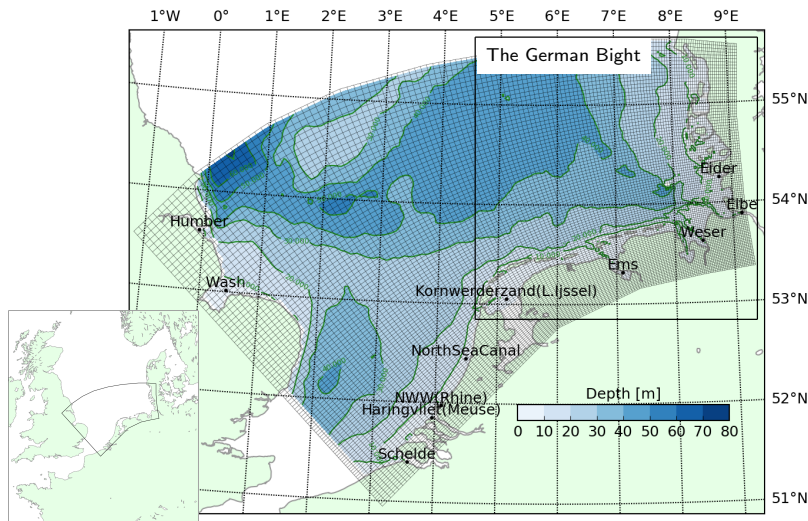 1°W 0° 1°E 2°E 3°E 4°E 5°E 6°E 7°E 8°E 9°E
The German Bight
55°N
Eider
54°N
Elbe
Humber
Weser
Ems
Wash
Kornwerderzand(L.Ijssel)
53°N
NorthSeaCanal
Depth [m]
NWW(Rhine)
52°N
Haringvliet(Meuse)
0 10 20 30 40 50 60 70 80
Schelde
51°N